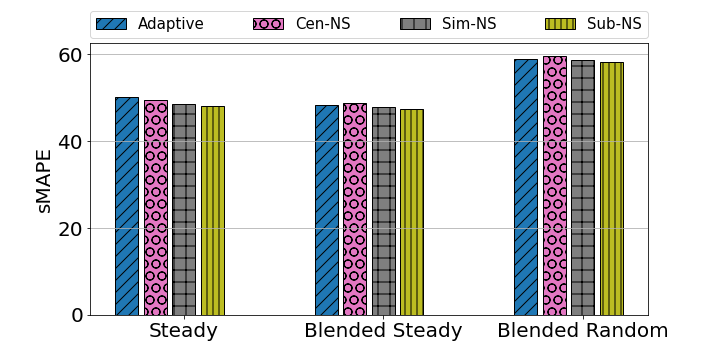 Adaptive Cen-NS Sim-NS Sub-NS
60
40
20
0
sMAPE
Steady Blended Steady Blended Random